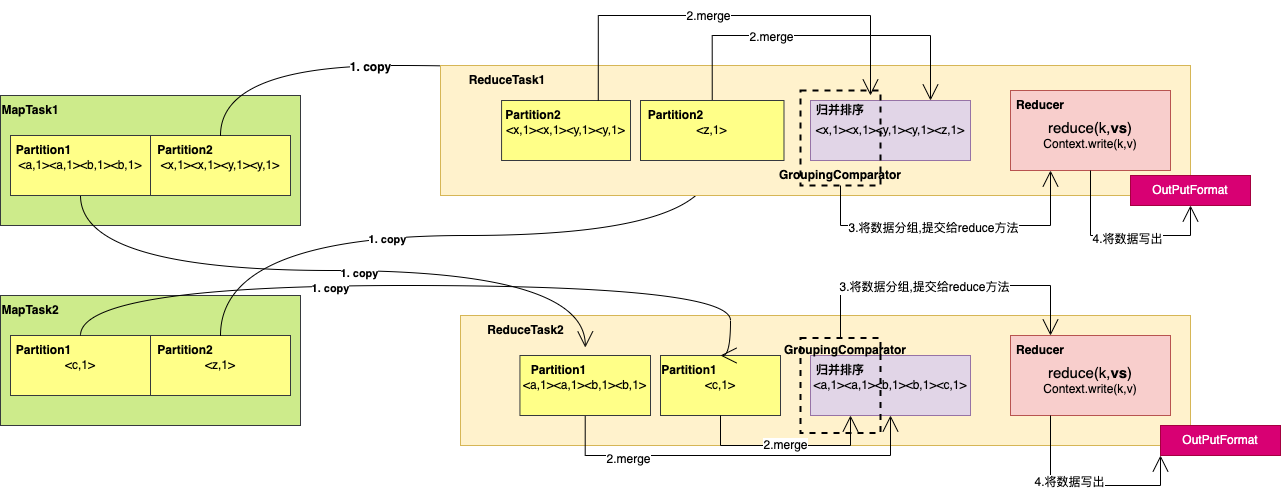 2.merge
2.merge
1. copy
ReduceTask1
MapTask1
Partition1
<a,1><a,1><b,1><b,1>
Partition2
<x,1><x,1><y,1><y,1>
Partition2
<x,1><x,1><y,1><y,1>
Partition2
<z,1>
归并排序
<x,1><x,1><y,1><y,1><z,1>
GroupingComparator
Reducer
reduce(k,vs)
Context.write(k,v)
OutPutFormat
3.将数据分组,提交给reduce方法
4.将数据写出
1. copy
1. copy
1. copy
MapTask2
Partition1
<c,1>
Partition2
<z,1>
3.将数据分组,提交给reduce方法
ReduceTask2
Partition1
<a,1><a,1><b,1><b,1>
Partition1
<c,1>
GroupingComparator
归并排序
<a,1><a,1><b,1><b,1><c,1>
Reducer
reduce(k,vs)
Context.write(k,v)
OutPutFormat
2.merge
2.merge
4.将数据写出